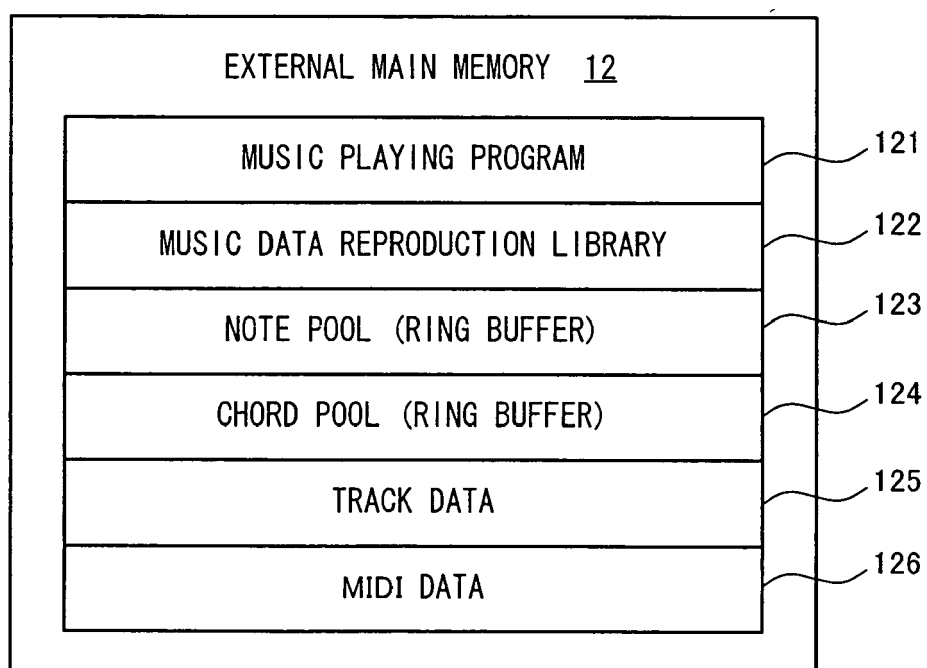 EXTERNAL MAIN MEMORY 12
MUSIC PLAYING PROGRAM 121
MUSIC DATA REPRODUCTION LIBRARY 122
NOTE POOL (RING BUFFER) 123
CHORD POOL (RING BUFFER) 124
TRACK DATA 125
MIDI DATA 126